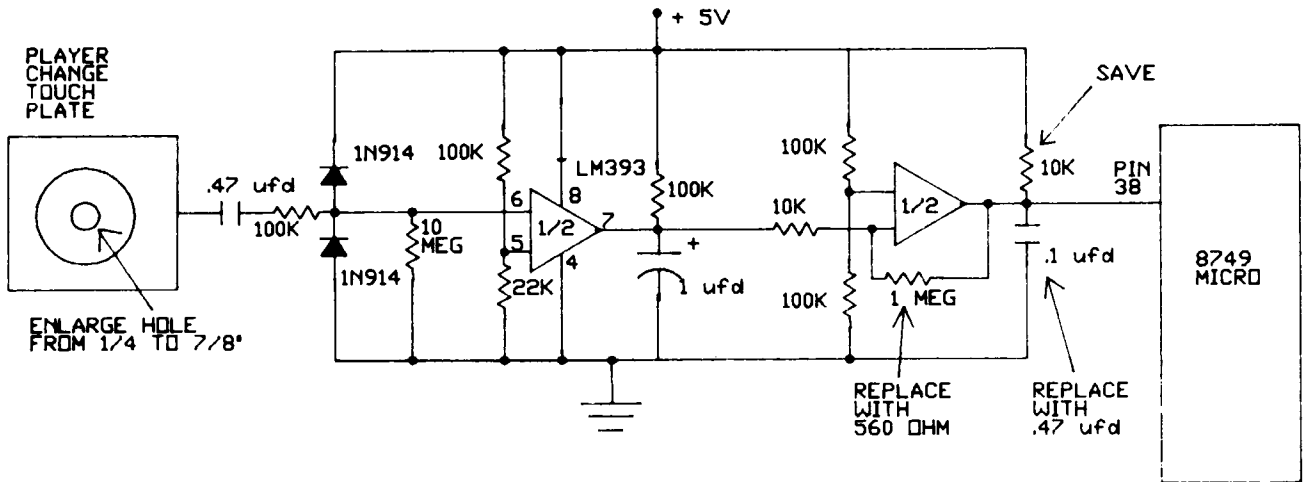 + 5V
PLAYER
CHANGE
TOUCH
PLATE
SAVE
1N914
100K
LM393
100K
100K
10K
PIN
38
.47 ufd
6
8
1/2
7
10K
1/2
100K
10
MEG
5
4
+
1N914
22K
1 ufd
100K
1 MEG
.1 ufd
8749
MICRO
ENLARGE HOLE
FROM 1/4 TO 7/8"
REPLACE
WITH
560 OHM
REPLACE
WITH
.47 ufd